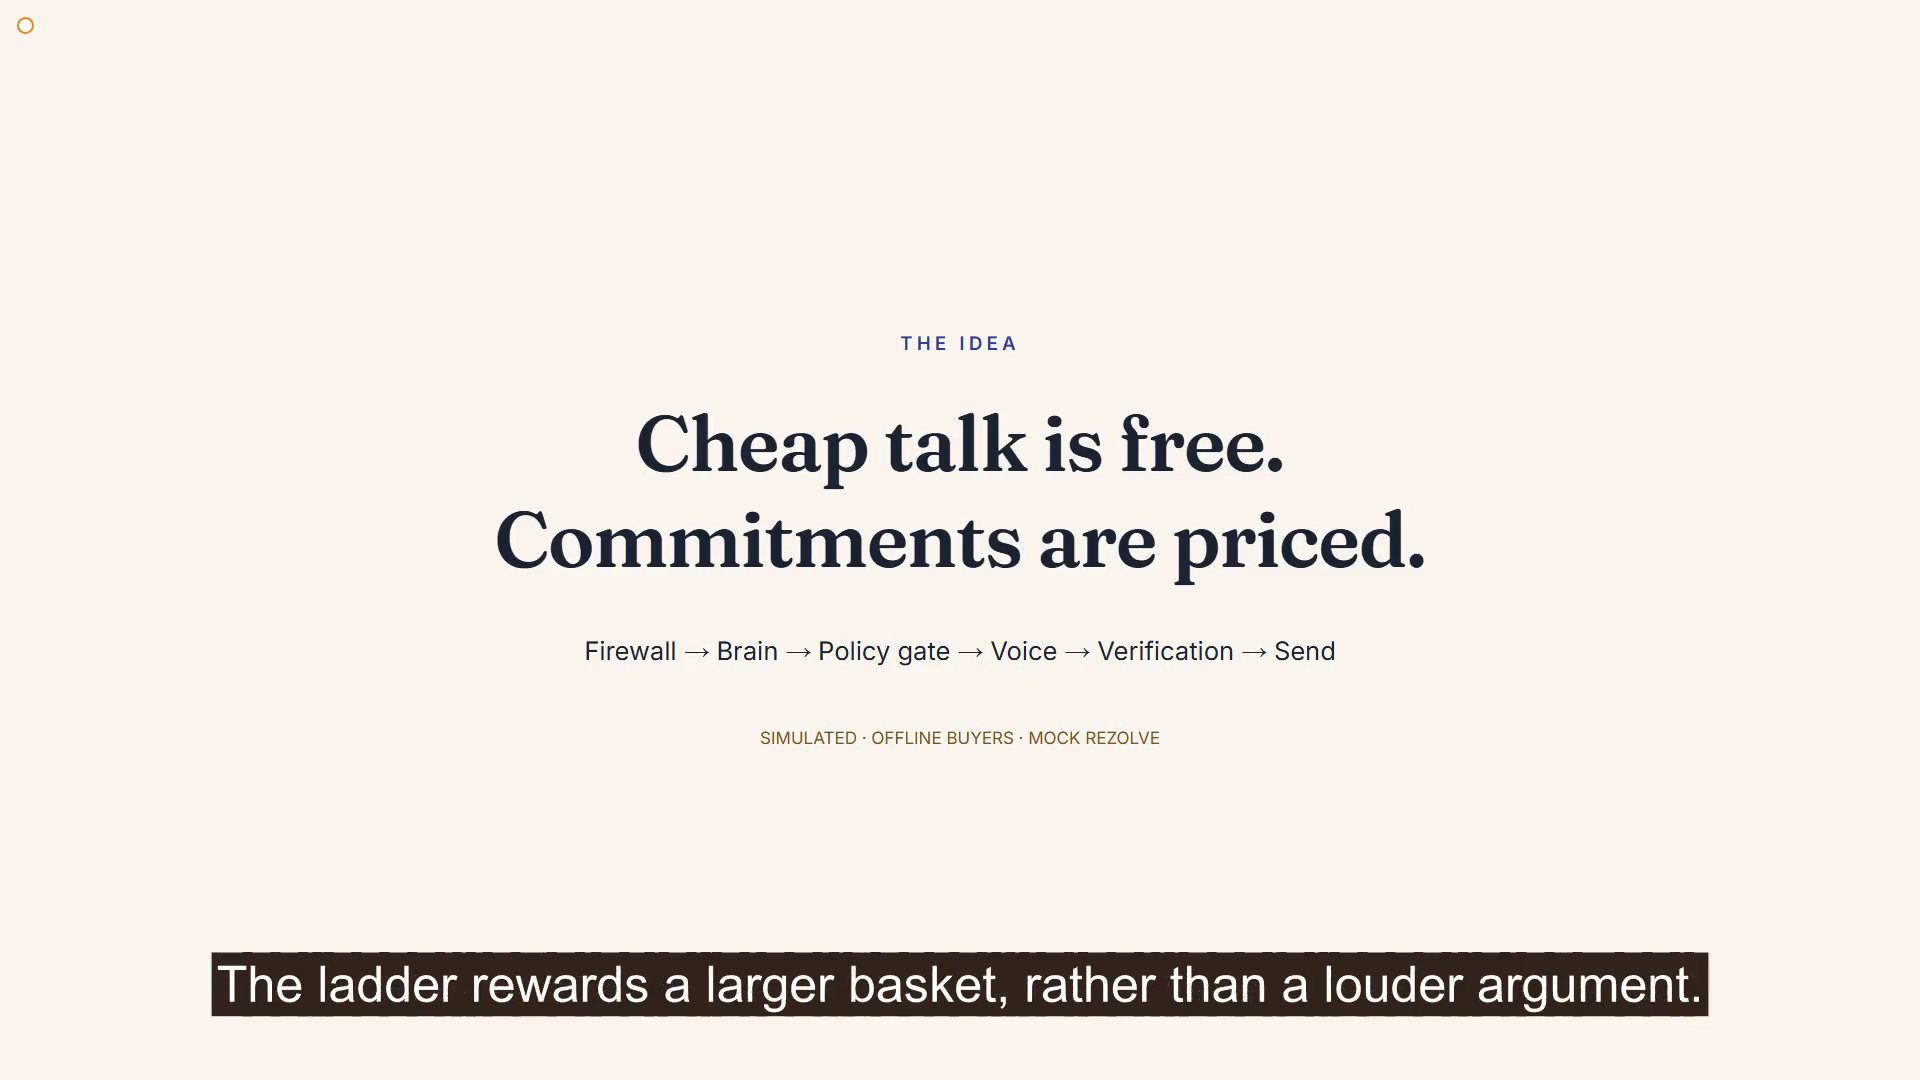 THE IDEA
Cheap talk is free.
Commitments are priced.
Firewall → Brain → Policy gate → Voice → Verification → Send
SIMULATED · OFFLINE BUYERS · MOCK REZOLVE
The ladder rewards a larger basket, rather than a louder argument.